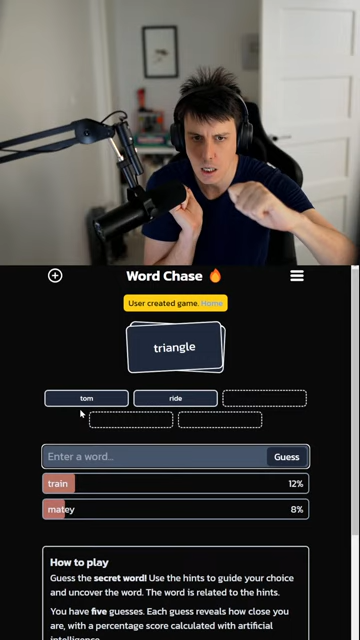 Word Chase 🔥
User created game. Home
triangle
tom
ride
Enter a word...
Guess
train
12%
matey
8%
How to play
Guess the secret word! Use the hints to guide your choice
and uncover the word. The word is related to the hints.
You have five guesses. Each guess reveals how close you
are, with a percentage score calculated with artificial
intelligence.